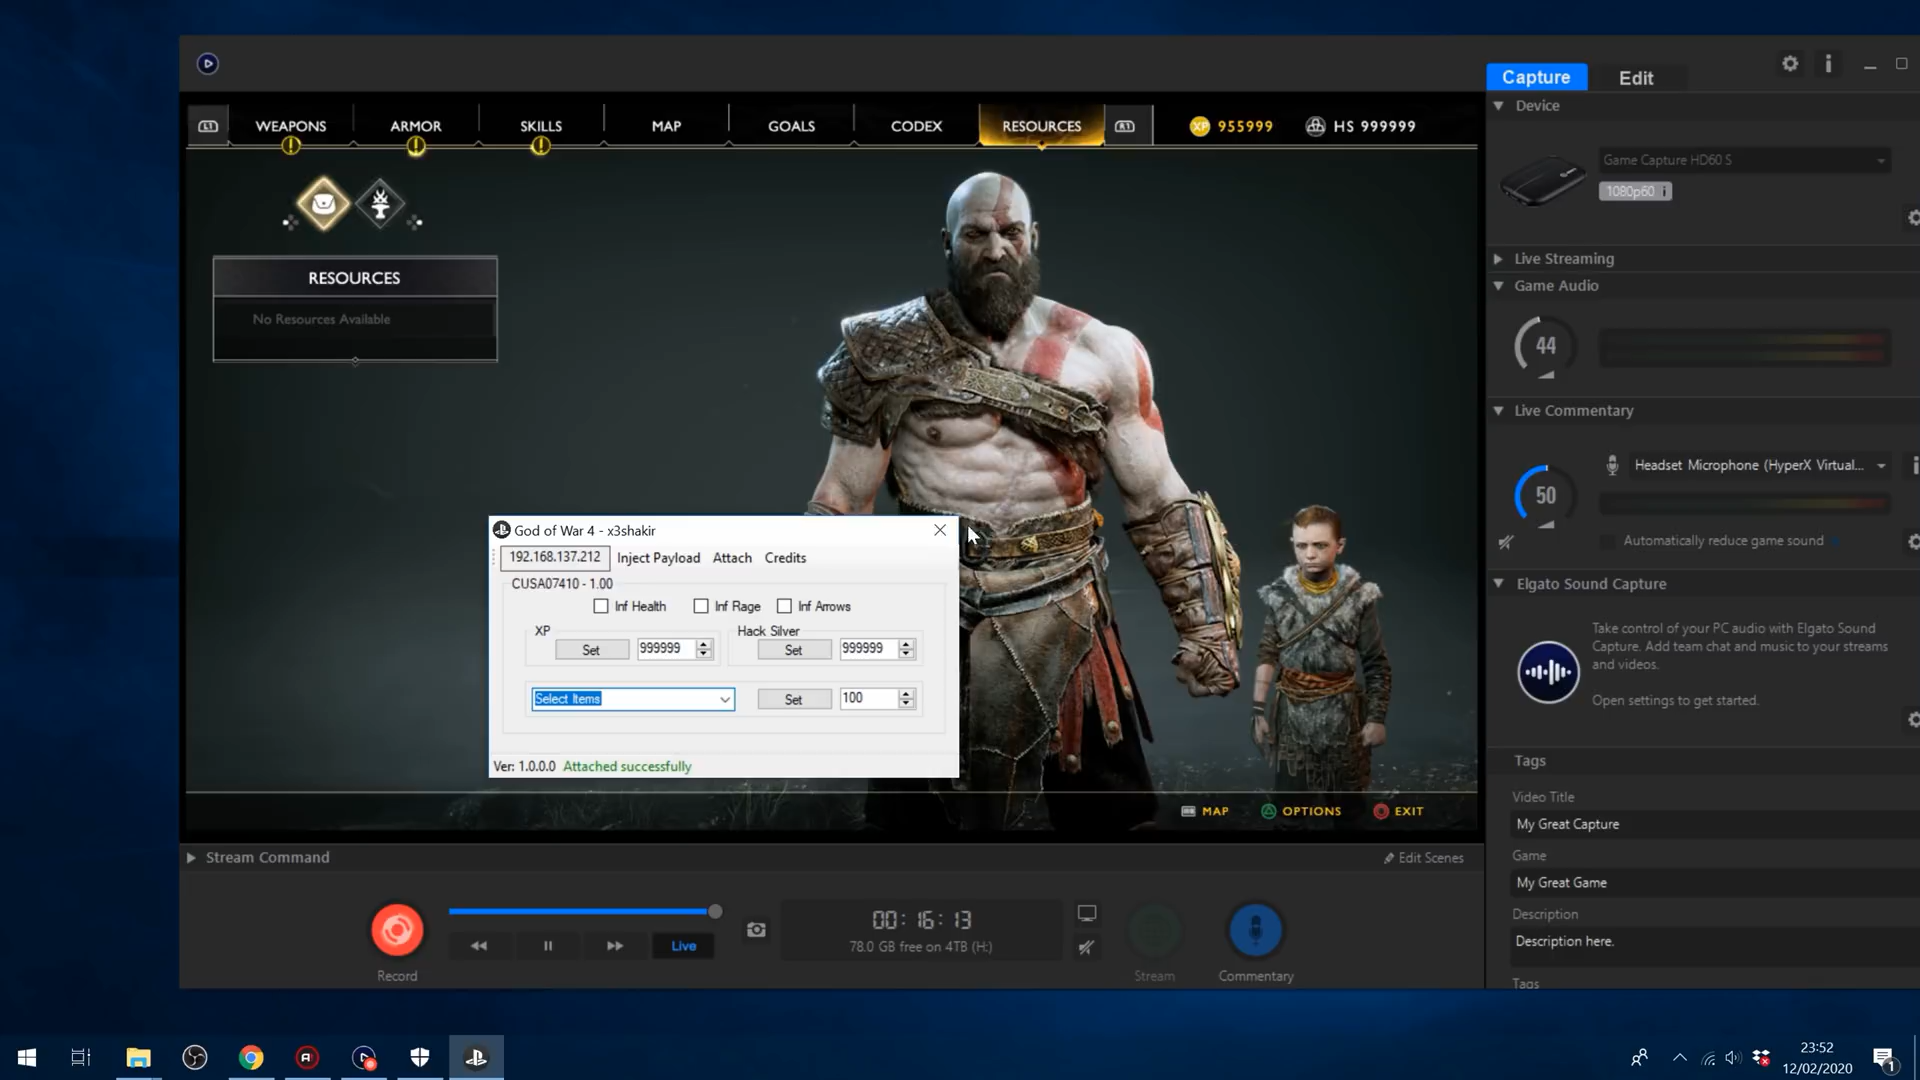 Capture
Edit
L1
WEAPONS
ARMOR
SKILLS
MAP
GOALS
CODEX
RESOURCES
R1
XP 955999
HS 999999
RESOURCES
No Resources Available
God of War 4 - x3shakir
192.168.137.212
Inject Payload
Attach
Credits
CUSA07410 - 1.00
Inf Health
Inf Rage
Inf Arrows
XP
Set
999999
Hack Silver
Set
999999
Select Items
Set
100
Ver: 1.0.0.0
Attached successfully
MAP
OPTIONS
EXIT
Stream Command
Edit Scenes
Record
Live
00:16:13
78.0 GB free on 4TB (H:)
Stream
Commentary
Device
Game Capture HD60 S
1080p60 i
Live Streaming
Game Audio
44
Live Commentary
Headset Microphone (HyperX Virtual...
50
Automatically reduce game sound
Elgato Sound Capture
Take control of your PC audio with Elgato Sound
Capture. Add team chat and music to your streams
and videos.
Open settings to get started.
Tags
Video Title
My Great Capture
Game
My Great Game
Description
Description here.
Tags
23:52
12/02/2020
1